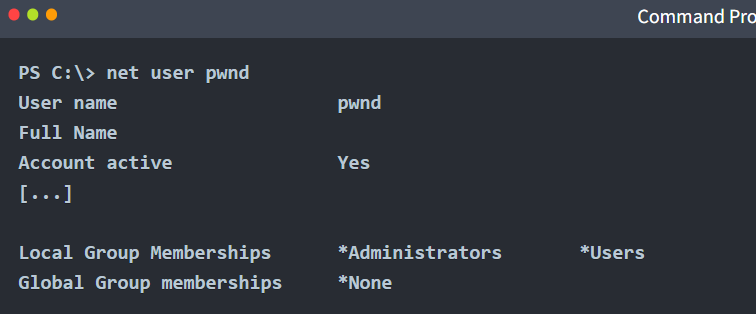 Command Pro
PS C:\> net user pwnd
User name pwnd
Full Name
Account active Yes
[...]
Local Group Memberships *Administrators *Users
Global Group memberships *None